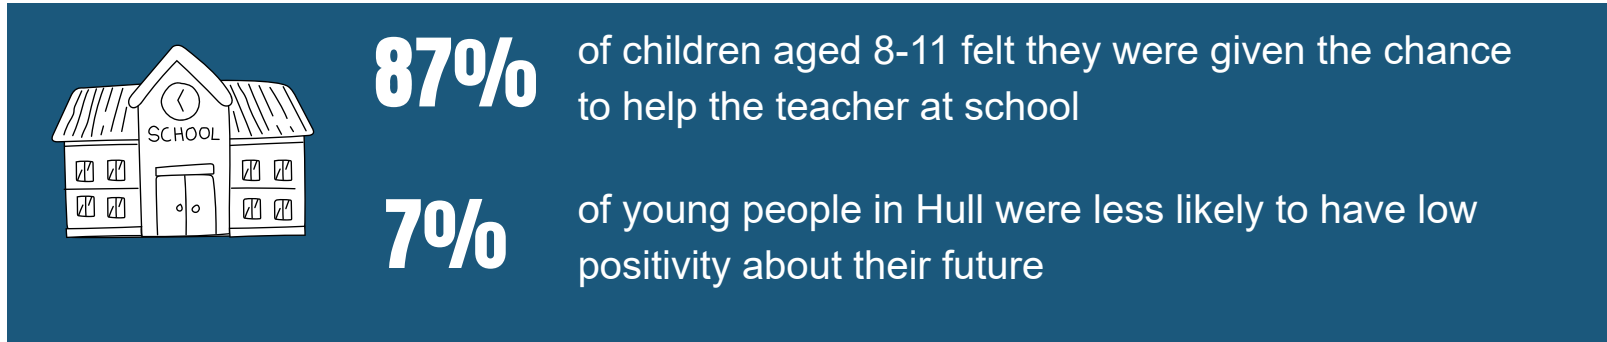 SCHOOL
87%
of children aged 8-11 felt they were given the chance
to help the teacher at school
7%
of young people in Hull were less likely to have low
positivity about their future